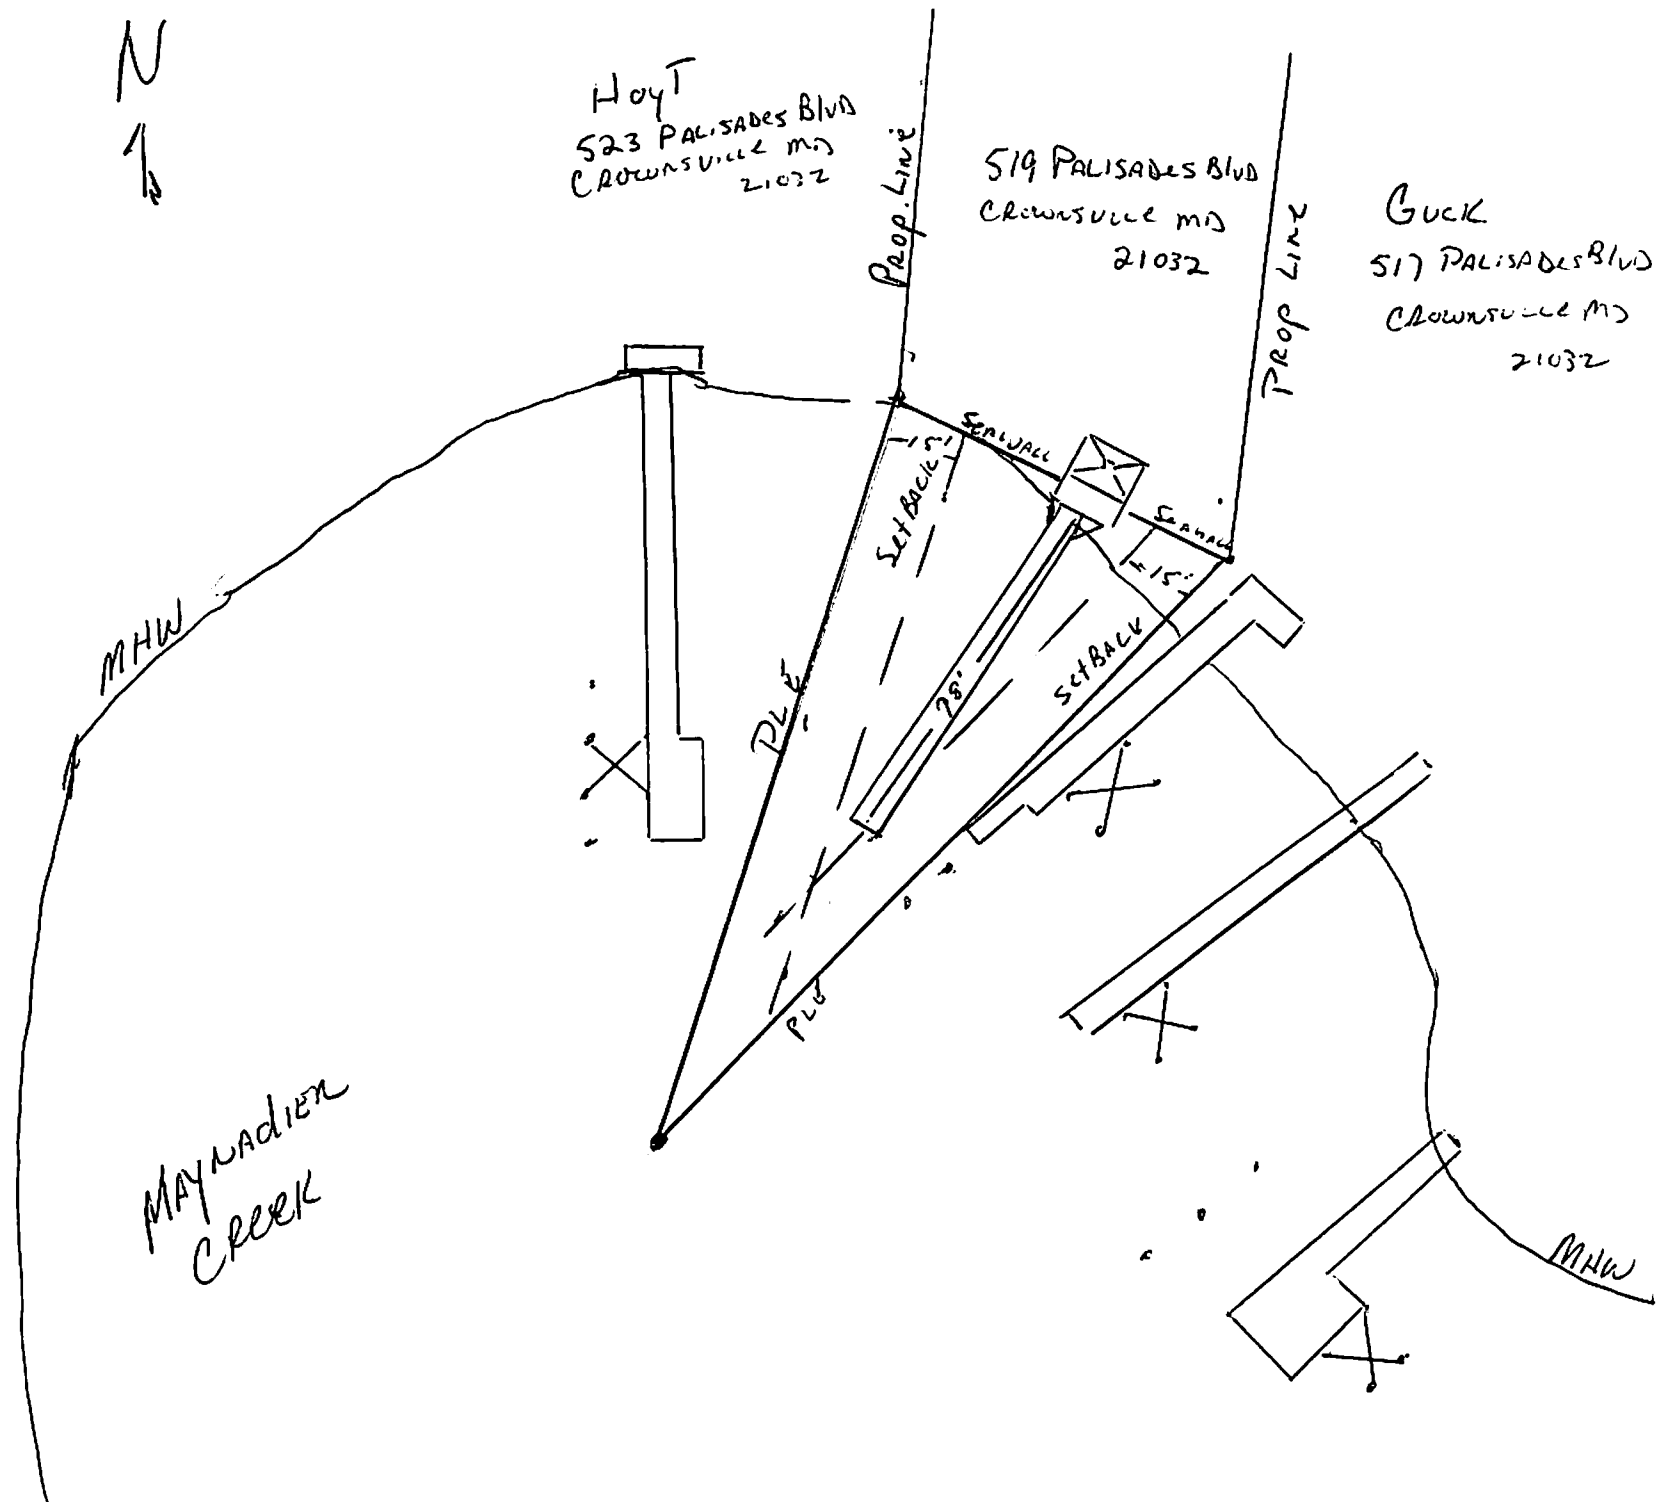 N
HoyT
523 PALISADES BlvD
CROWNSVILLE MD
21032
PROP. LINE
519 PALISADES BlvD
CROWNSVILLE MD
21032
PROP LINE
GUCK
517 PALISADES BlvD
CROWNSVILLE MD
21032
SEAWALL
15'
SetBACK
SEAWALL
15'
SetBACK
78'
MHW
PLE
PLE
MAYNADIER
CREEK
MHW